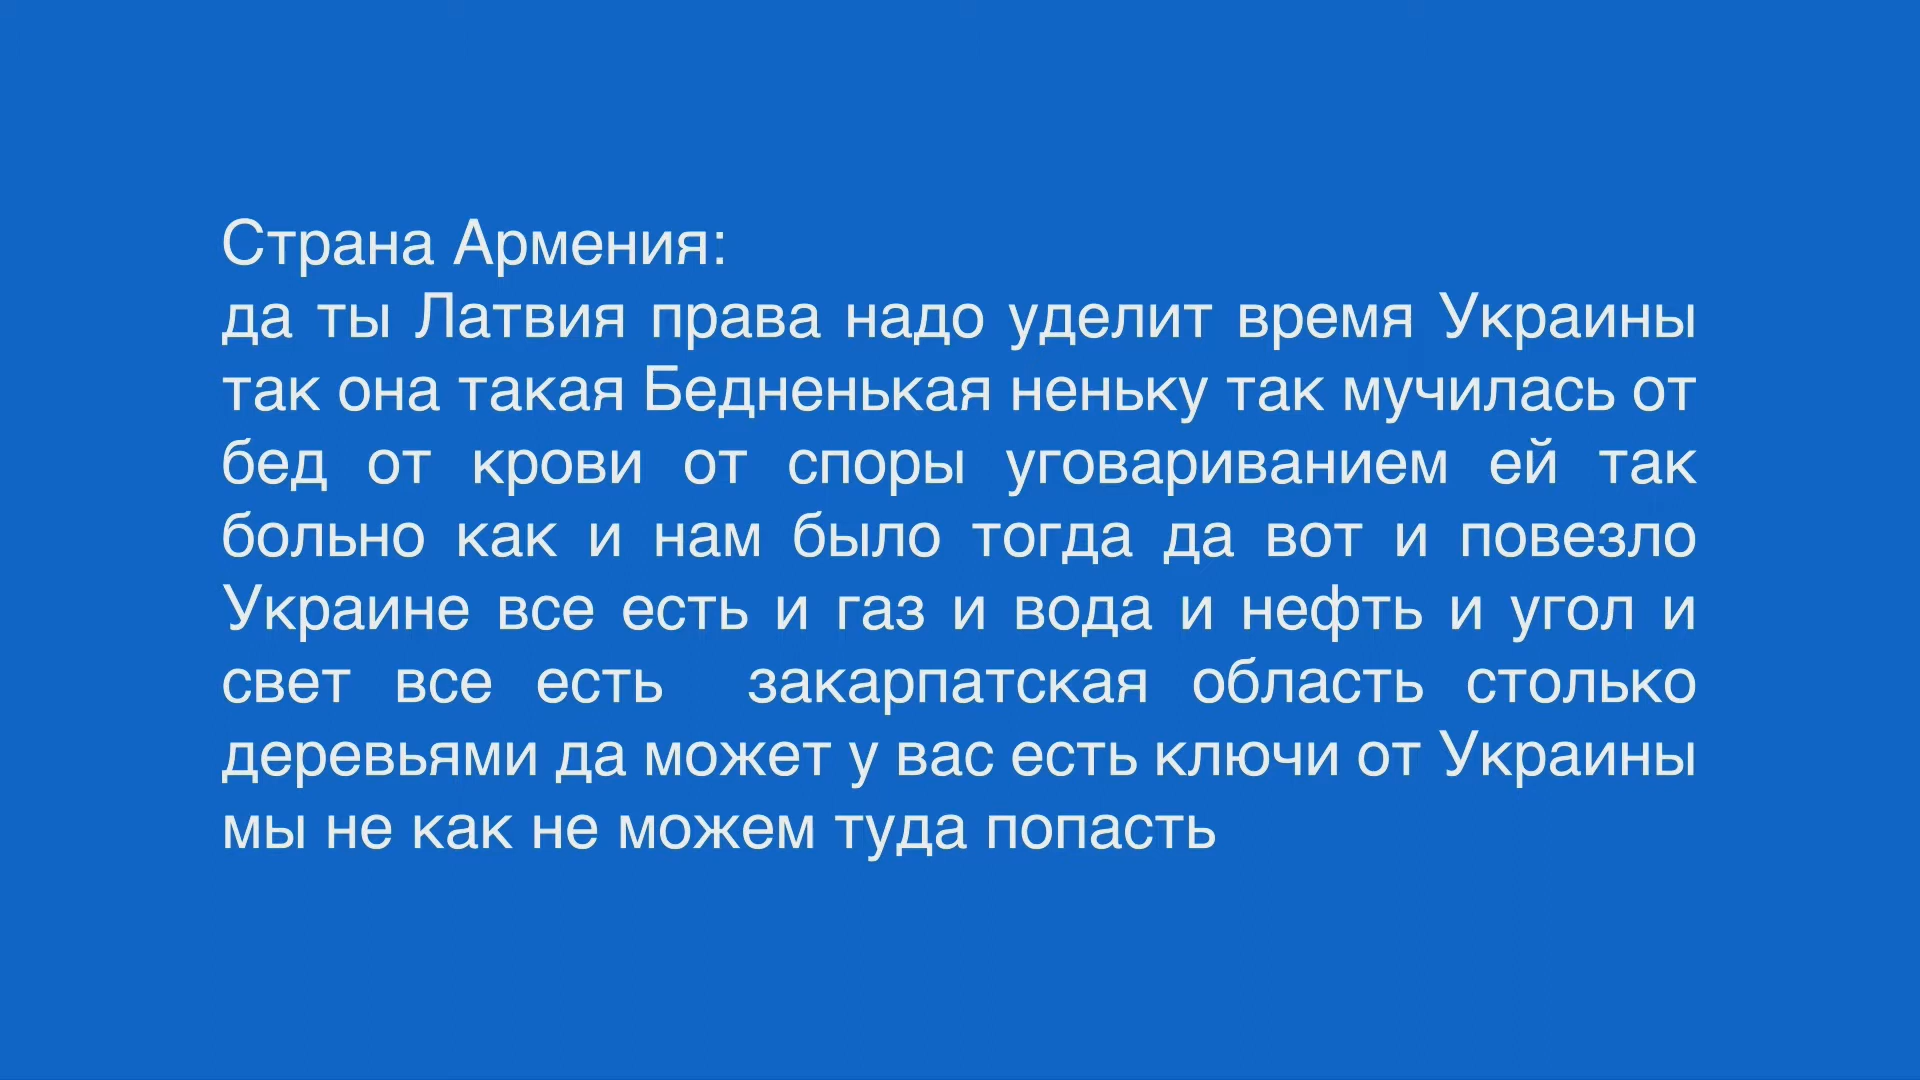 Страна Армения:
да ты Латвия права надо уделит время Украины
так она такая Бедненькая неньку так мучилась от
бед от крови от споры уговариванием ей так
больно как и нам было тогда да вот и повезло
Украине все есть и газ и вода и нефть и угол и
свет все есть закарпатская область столько
деревьями да может у вас есть ключи от Украины
мы не как не можем туда попасть